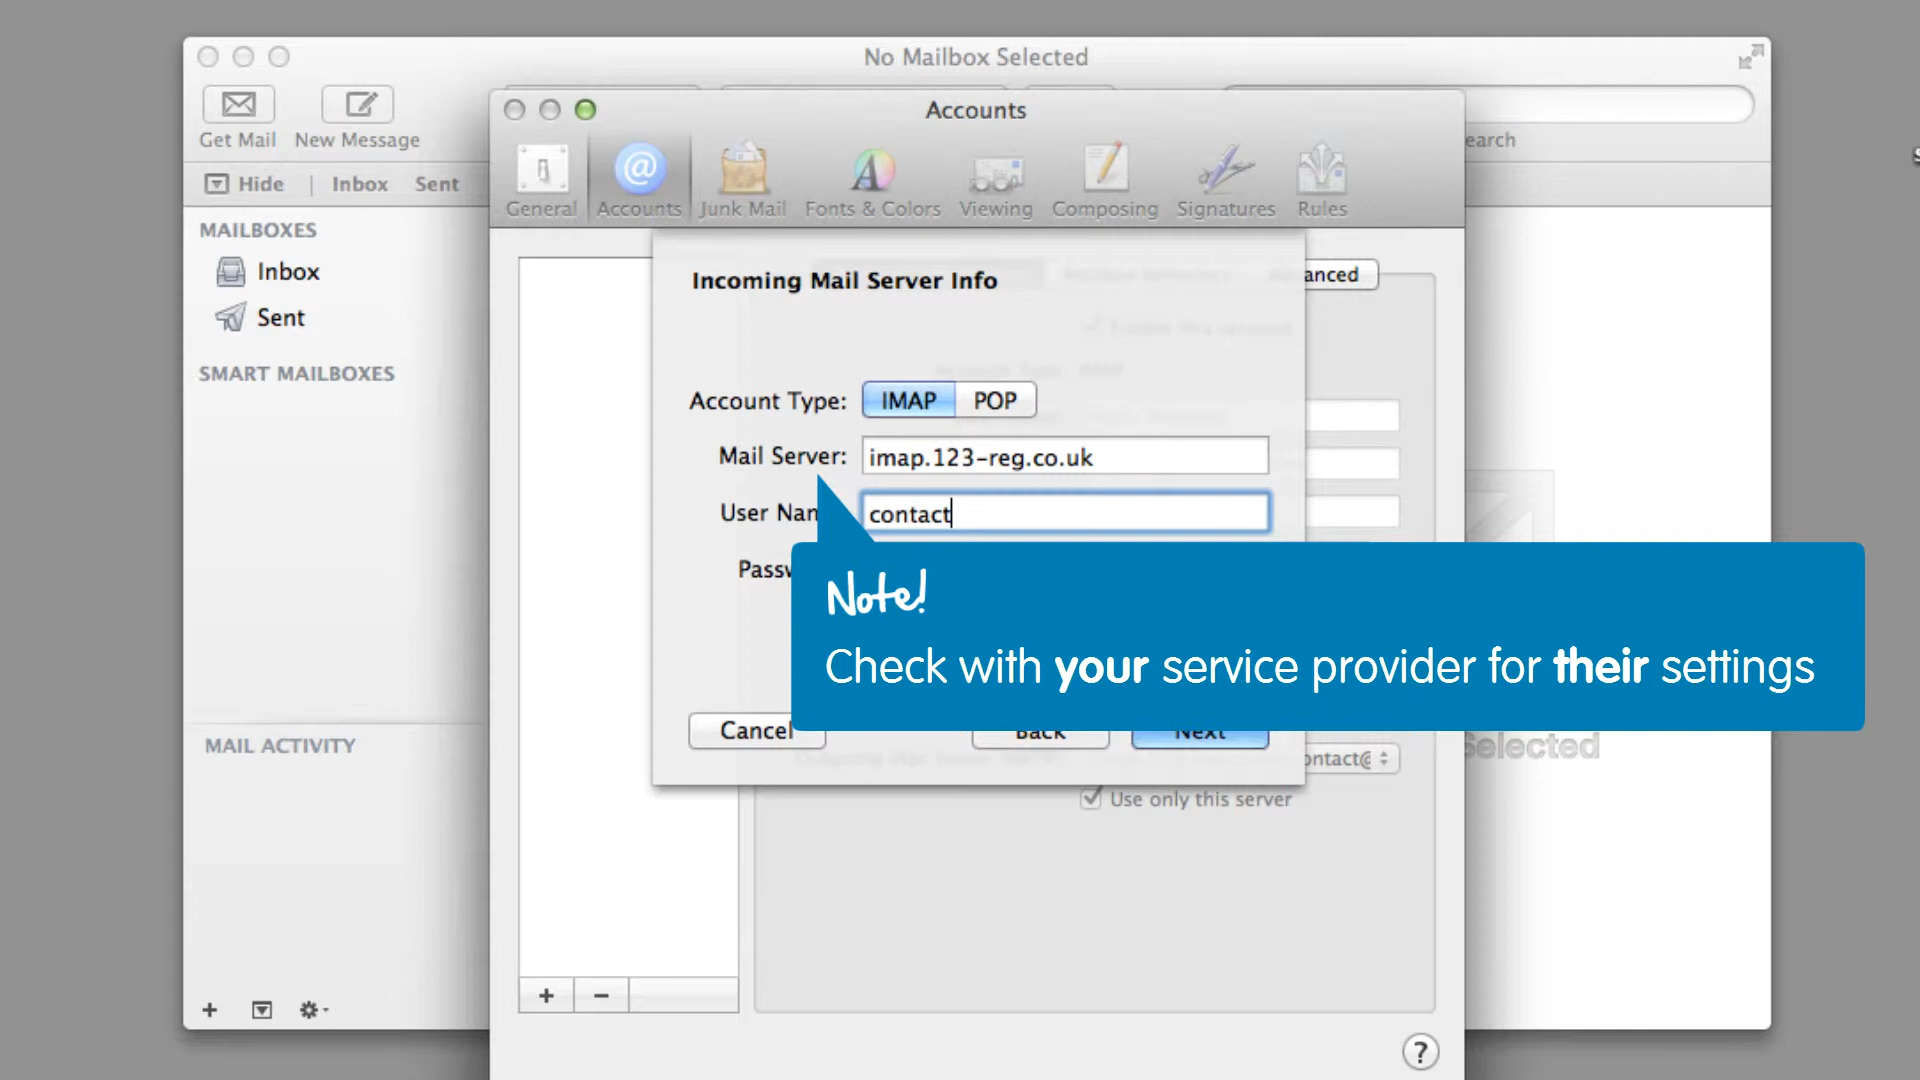 No Mailbox Selected
Get Mail
New Message
earch
Hide | Inbox Sent
MAILBOXES
Inbox
Sent
SMART MAILBOXES
MAIL ACTIVITY
Accounts
General
Accounts
Junk Mail
Fonts & Colors
Viewing
Composing
Signatures
Rules
Incoming Mail Server Info
anced
Account Type: IMAP POP
Mail Server: imap.123-reg.co.uk
User Nam contact
Passw
Note!
Check with your service provider for their settings
Cancel
Back
Next
Selected
ontact@
Use only this server
?